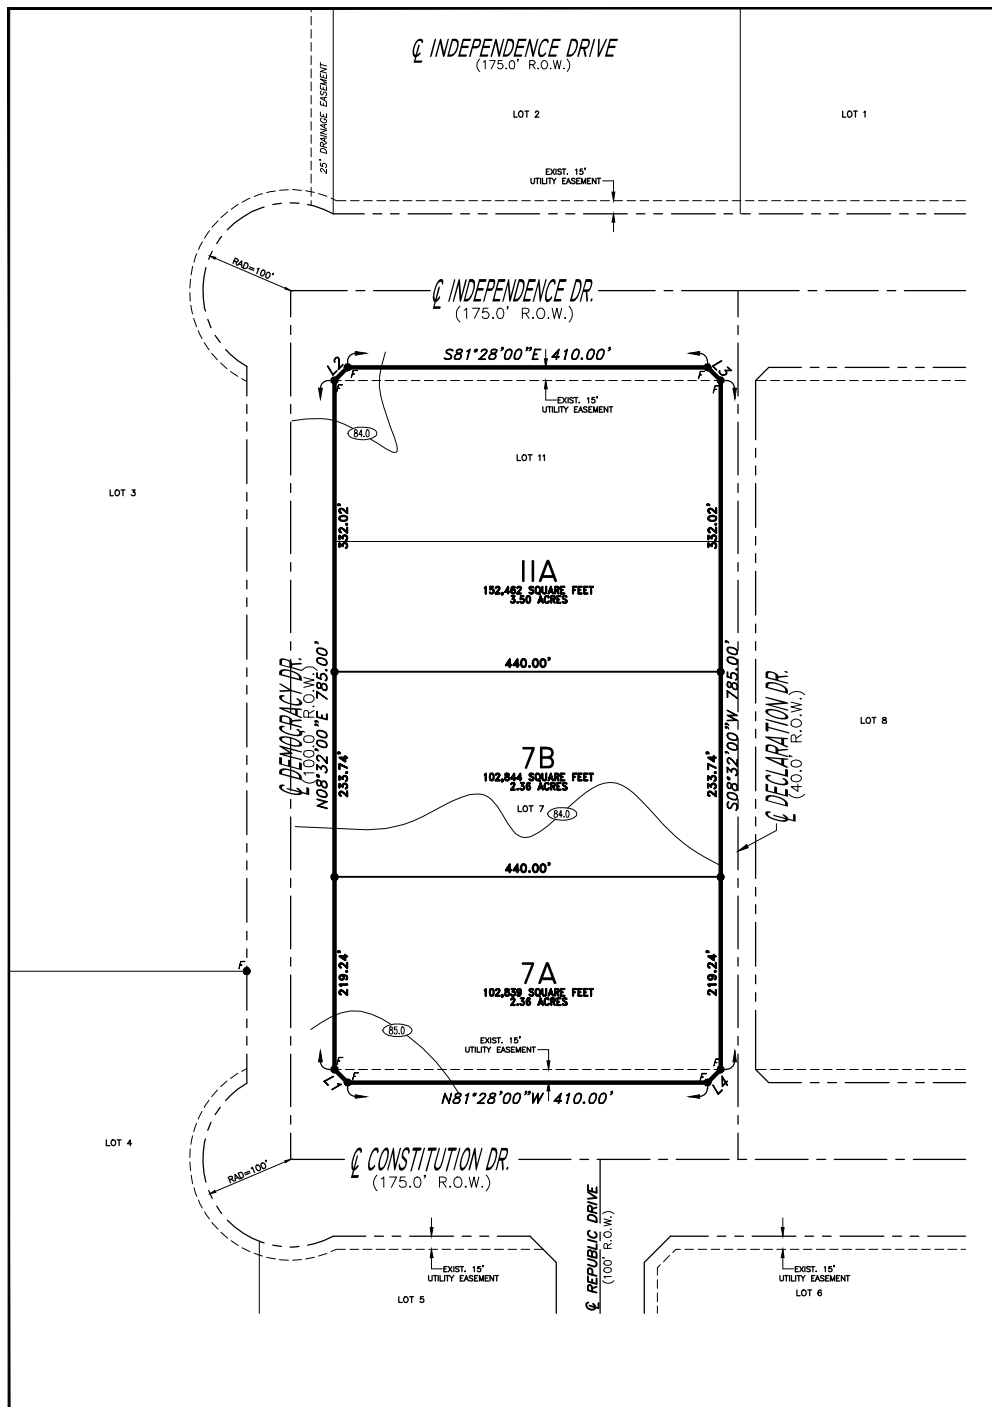 ℄ INDEPENDENCE DRIVE
(175.0' R.O.W.)
25' DRAINAGE EASEMENT
LOT 2
LOT 1
EXIST. 15'
UTILITY EASEMENT
RAD=100'
℄ INDEPENDENCE DR.
(175.0' R.O.W.)
S81°28'00"E 410.00'
L2
L3
F
F
F
F
EXIST. 15'
UTILITY EASEMENT
84.0
LOT 11
LOT 3
332.02'
332.02'
11A
152,462 SQUARE FEET
3.50 ACRES
440.00'
℄ DEMOCRACY DR.
(100.0' R.O.W.)
N08°32'00"E 785.00'
S08°32'00"W 785.00'
℄ DECLARATION DR.
(40.0' R.O.W.)
LOT 8
233.74'
233.74'
7B
102,844 SQUARE FEET
2.36 ACRES
LOT 7
84.0
440.00'
219.24'
219.24'
7A
102,839 SQUARE FEET
2.36 ACRES
F
85.0
EXIST. 15'
UTILITY EASEMENT
F
F
F
F
L1
L4
N81°28'00"W 410.00'
LOT 4
RAD=100'
℄ CONSTITUTION DR.
(175.0' R.O.W.)
℄ REPUBLIC DRIVE
(100' R.O.W.)
EXIST. 15'
UTILITY EASEMENT
LOT 5
EXIST. 15'
UTILITY EASEMENT
LOT 6